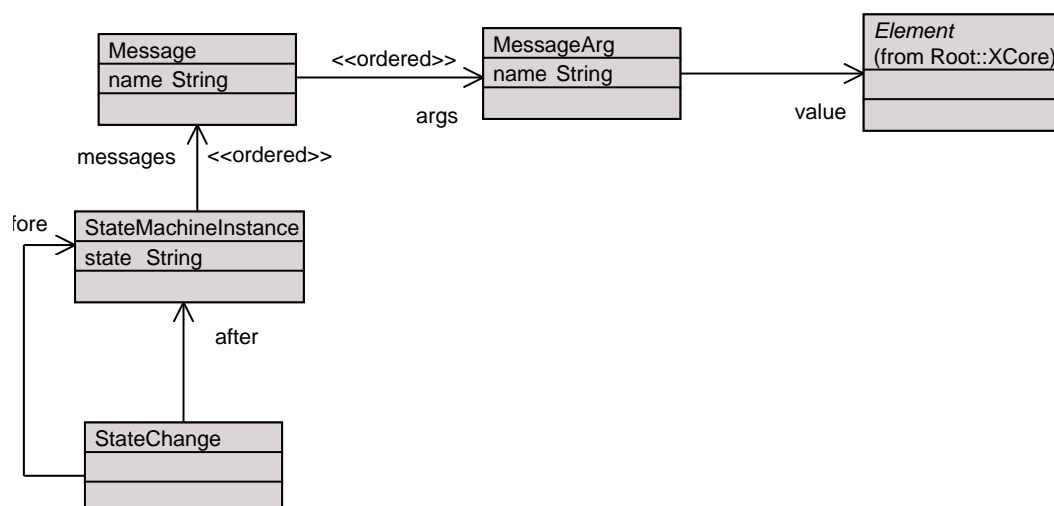 Message
name String
<<ordered>>
args
MessageArg
name String
value
Element
(from Root::XCore)
messages
<<ordered>>
fore
StateMachineInstance
state String
after
StateChange